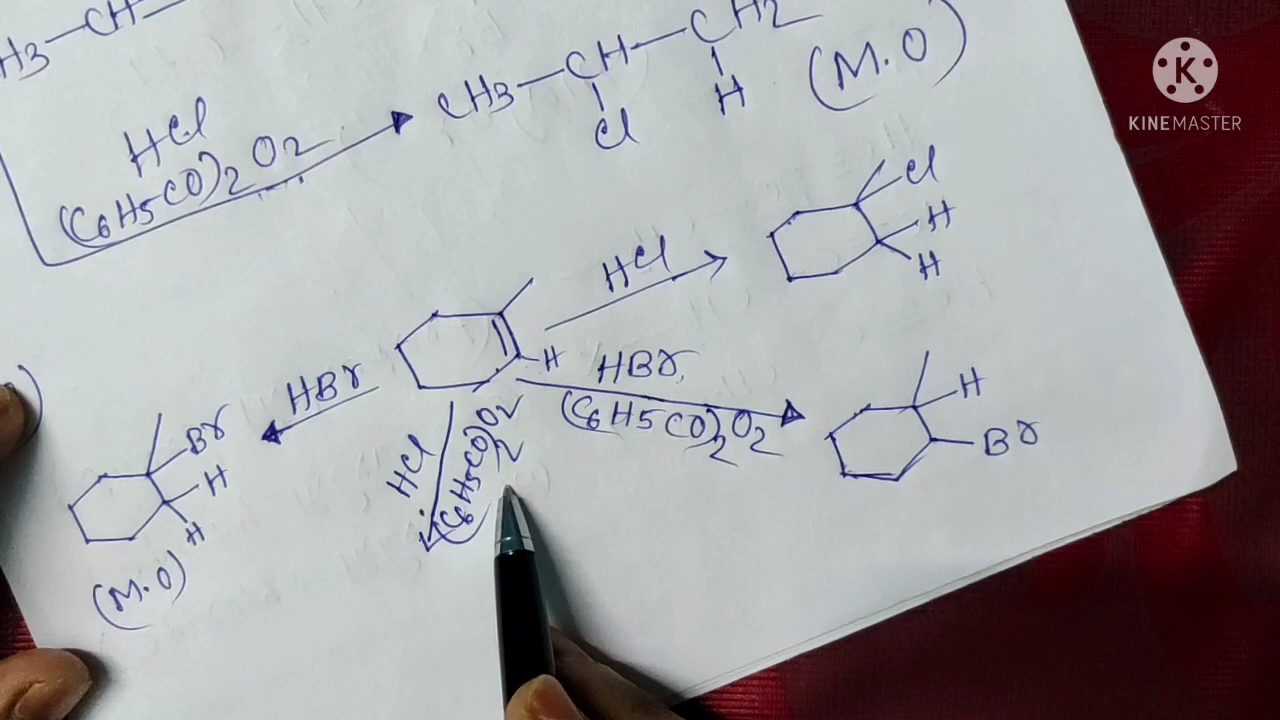 H3—CH—
CH3—CH—CH2
Cl H
(M.O)
HCl
(C6H5CO)2O2
KINEMASTER
HCl
Cl
H
H
H
HBr
(C6H5CO)2O2
H
Br
HBr
Br
H
H
(M.O)
HCl
(C6H5CO)2O2